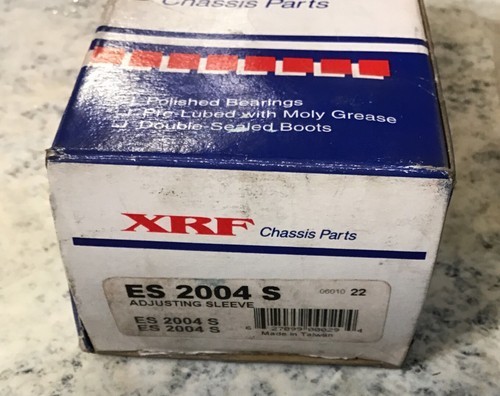 Chassis Parts
Polished Bearings
Pre-Lubed with Moly Grease
Double-Sealed Boots
XRF Chassis Parts
ES 2004 S 06010 22
ADJUSTING SLEEVE
ES 2004 S
ES 2004 S
Made in Taiwan